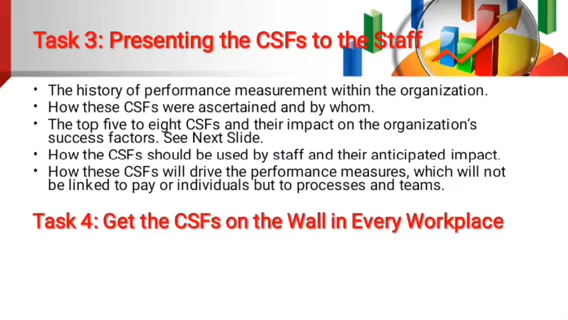 Task 3: Presenting the CSFs to the Staff
• The history of performance measurement within the organization.
• How these CSFs were ascertained and by whom.
• The top five to eight CSFs and their impact on the organization's
success factors. See Next Slide.
• How the CSFs should be used by staff and their anticipated impact.
• How these CSFs will drive the performance measures, which will not
be linked to pay or individuals but to processes and teams.
Task 4: Get the CSFs on the Wall in Every Workplace